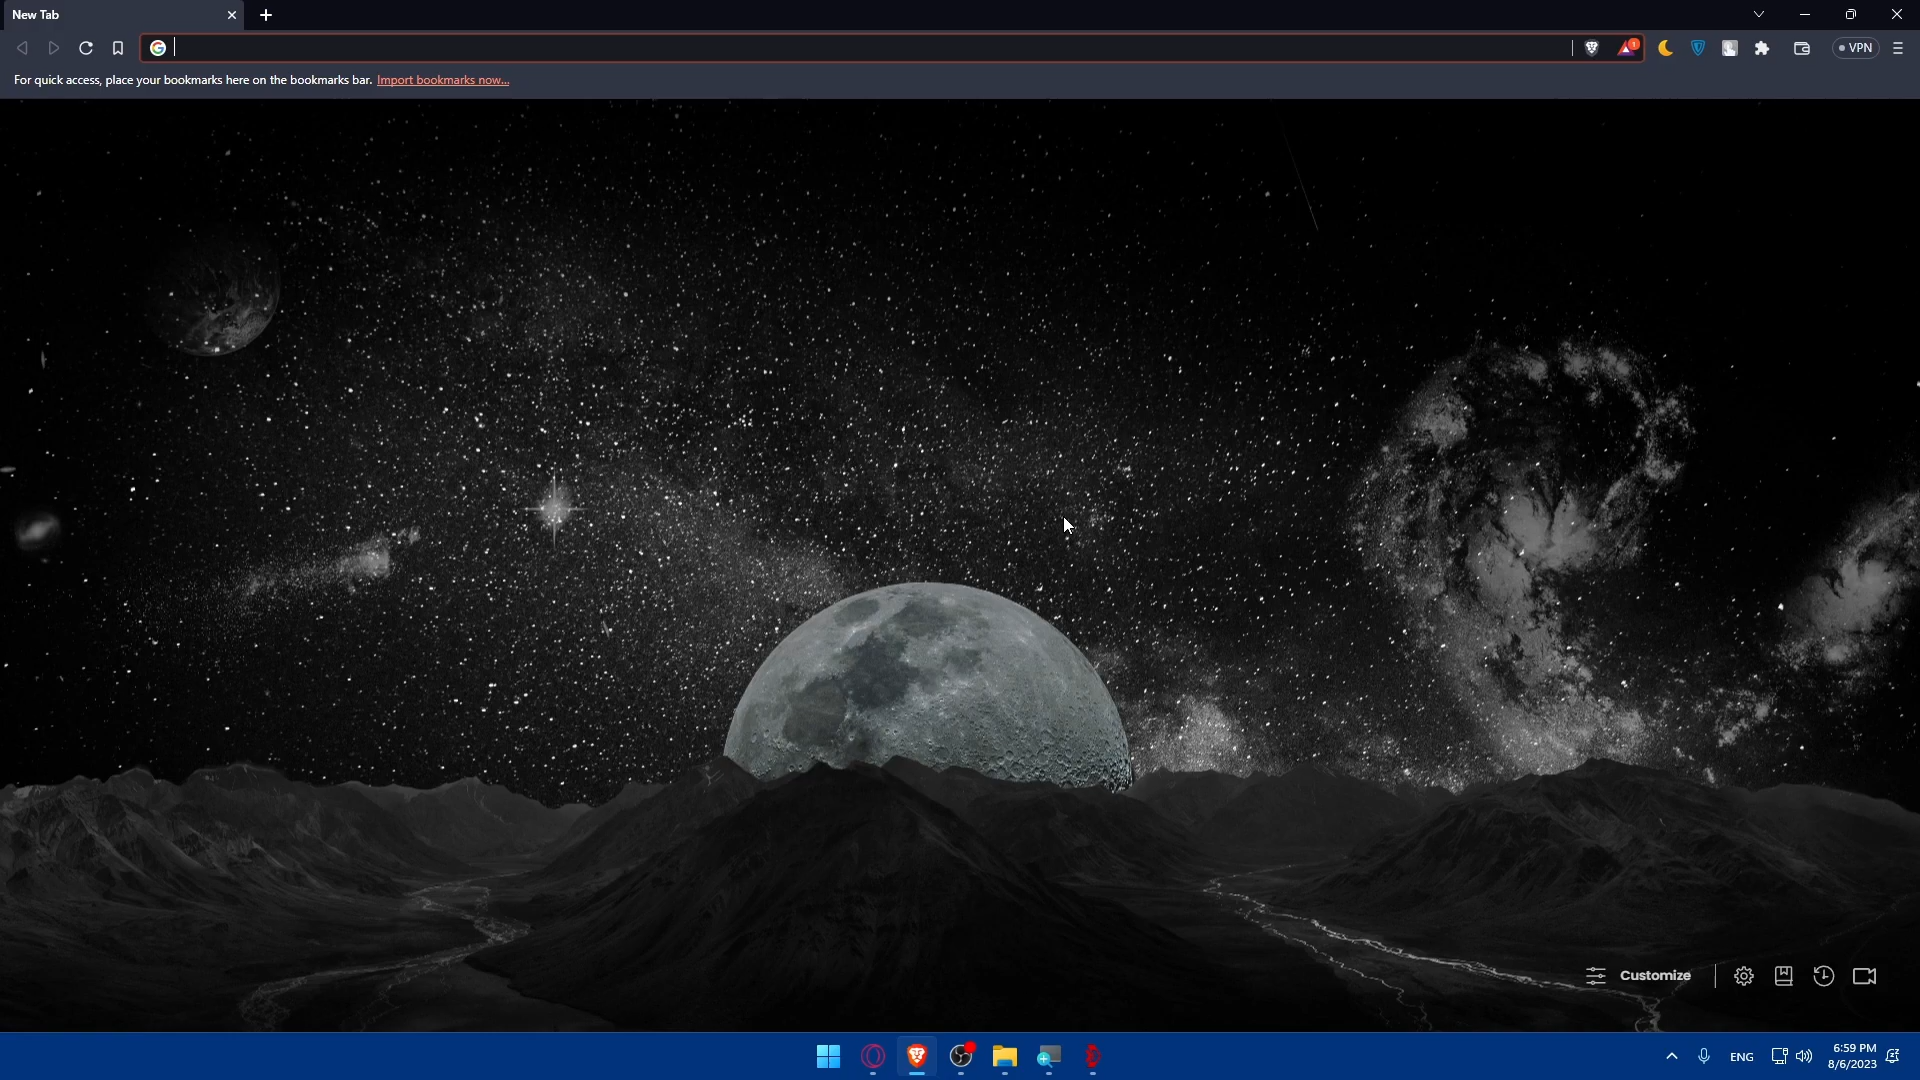 New Tab
1
VPN
For quick access, place your bookmarks here on the bookmarks bar. Import bookmarks now...
Customize
ENG
6:59 PM
8/6/2023